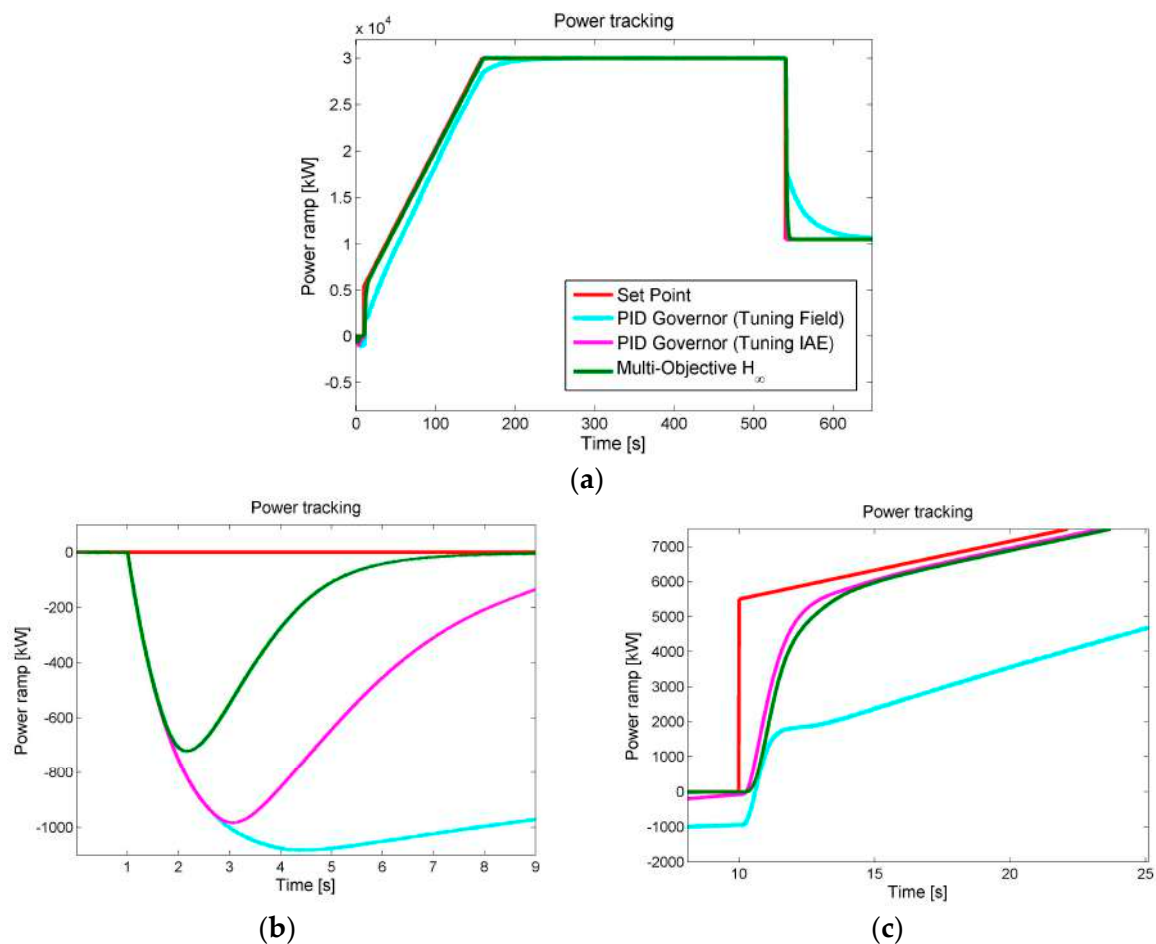 Power tracking
x 10⁴
3
2.5
2
1.5
1
0.5
0
-0.5
Power ramp [kW]
Set Point
PID Governor (Tuning Field)
PID Governor (Tuning IAE)
Multi-Objective H∞
0 100 200 300 400 500 600
Time [s]
(a)
Power tracking
0
-200
-400
-600
-800
-1000
Power ramp [kW]
1 2 3 4 5 6 7 8 9
Time [s]
(b)
Power tracking
7000
6000
5000
4000
3000
2000
1000
0
-1000
-2000
Power ramp [kW]
10 15 20 25
Time [s]
(c)